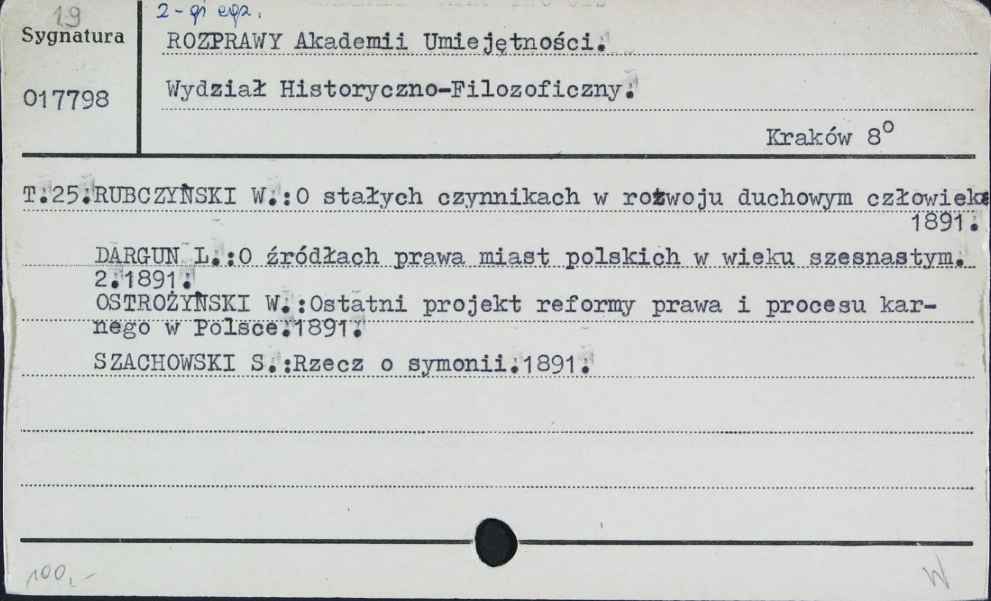 19
2-gi egz.
Sygnatura
ROZPRAWY Akademii Umiejętności.
017798
Wydział Historyczno-Filozoficzny.
Kraków 8°
T.25.RUBCZYŃSKI W.:O stałych czynnikach w rozwoju duchowym człowieka
1891.
DARGUN L.:O źródłach prawa miast polskich w wieku szesnastym.
2.1891.
OSTROŻYŃSKI W.:Ostatni projekt reformy prawa i procesu kar-
nego w Polsce.1891.
SZACHOWSKI S.:Rzecz o symonii.1891.
100,-
W